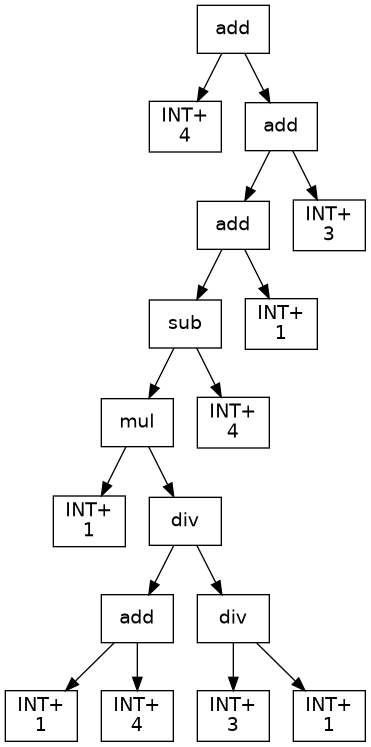 add
INT+
4
add
add
INT+
3
sub
INT+
1
mul
INT+
4
INT+
1
div
add
div
INT+
1
INT+
4
INT+
3
INT+
1